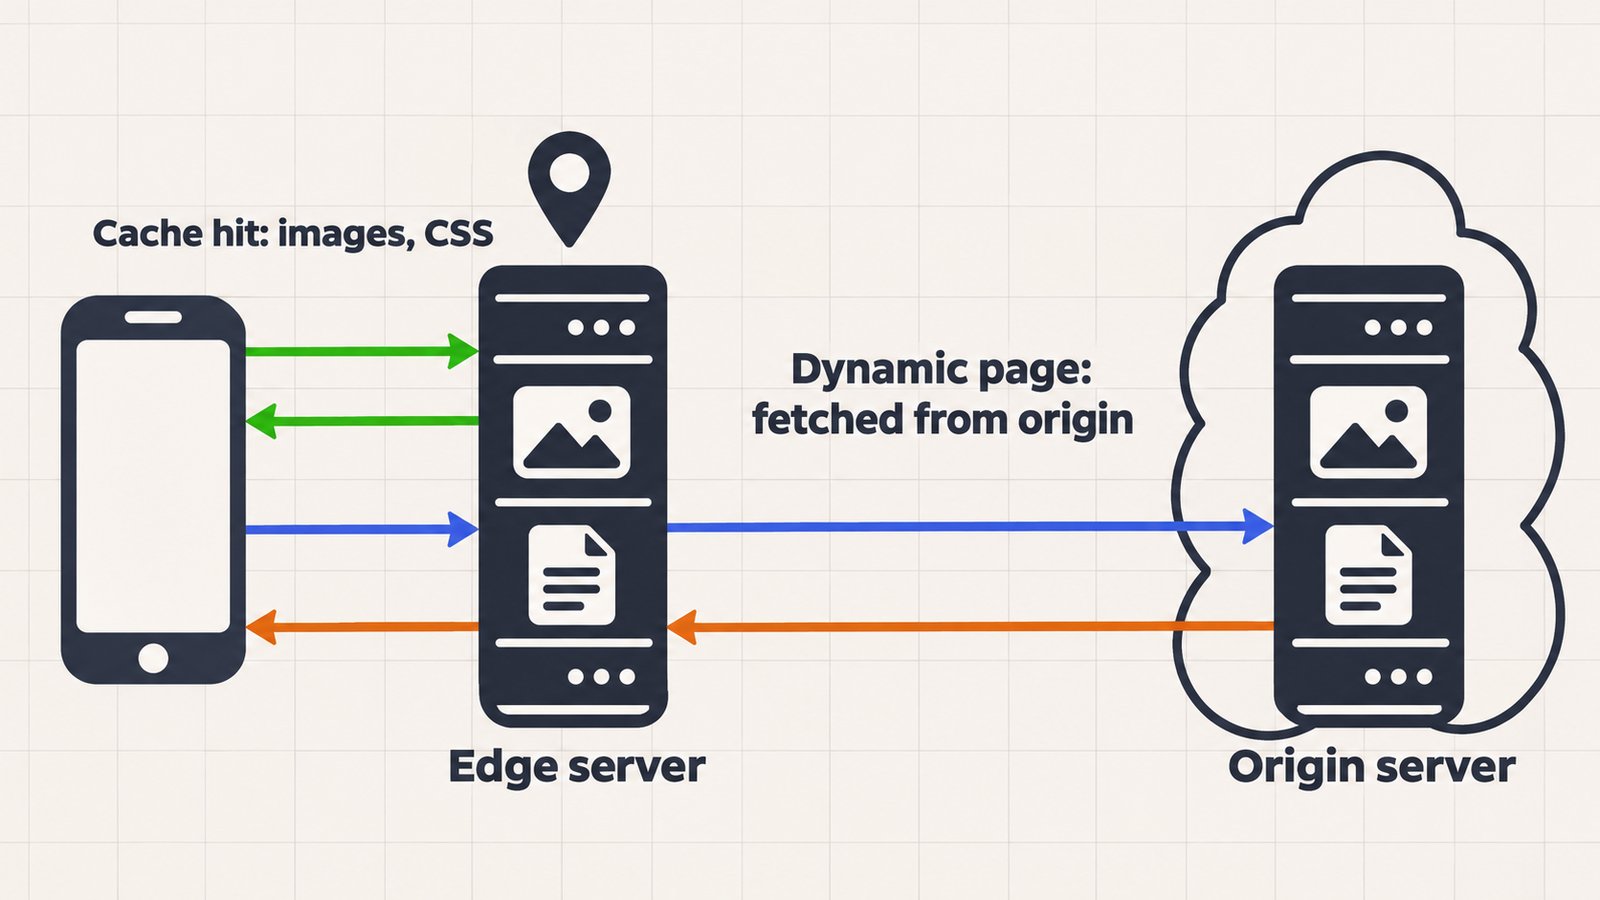 Cache hit: images, CSS
Dynamic page:
fetched from origin
Edge server
Origin server